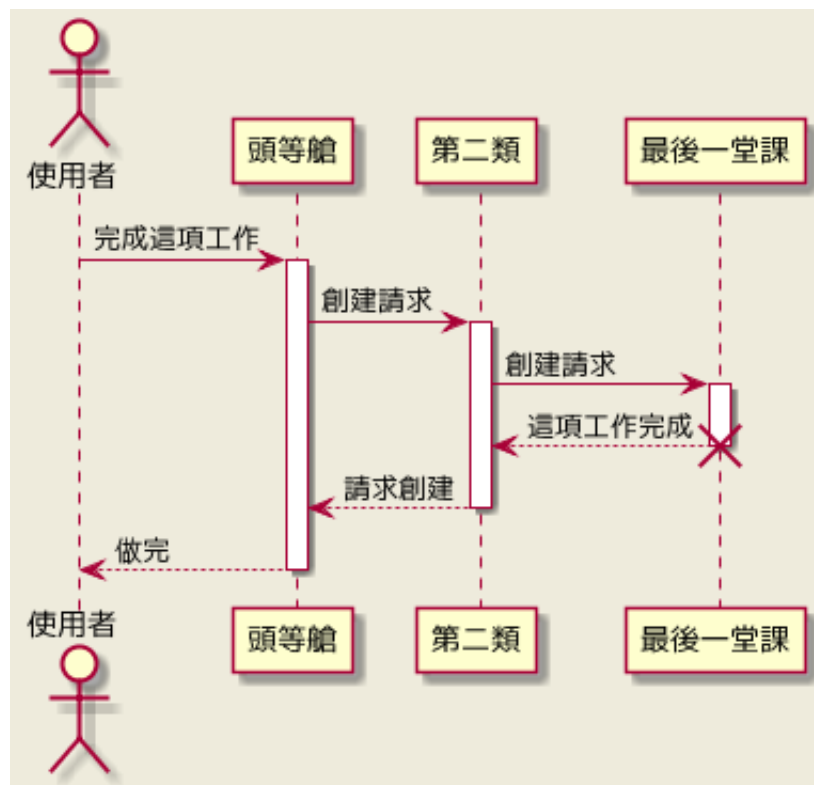 使用者
頭等艙
第二類
最後一堂課
完成這項工作
創建請求
創建請求
這項工作完成
請求創建
做完
使用者
頭等艙
第二類
最後一堂課